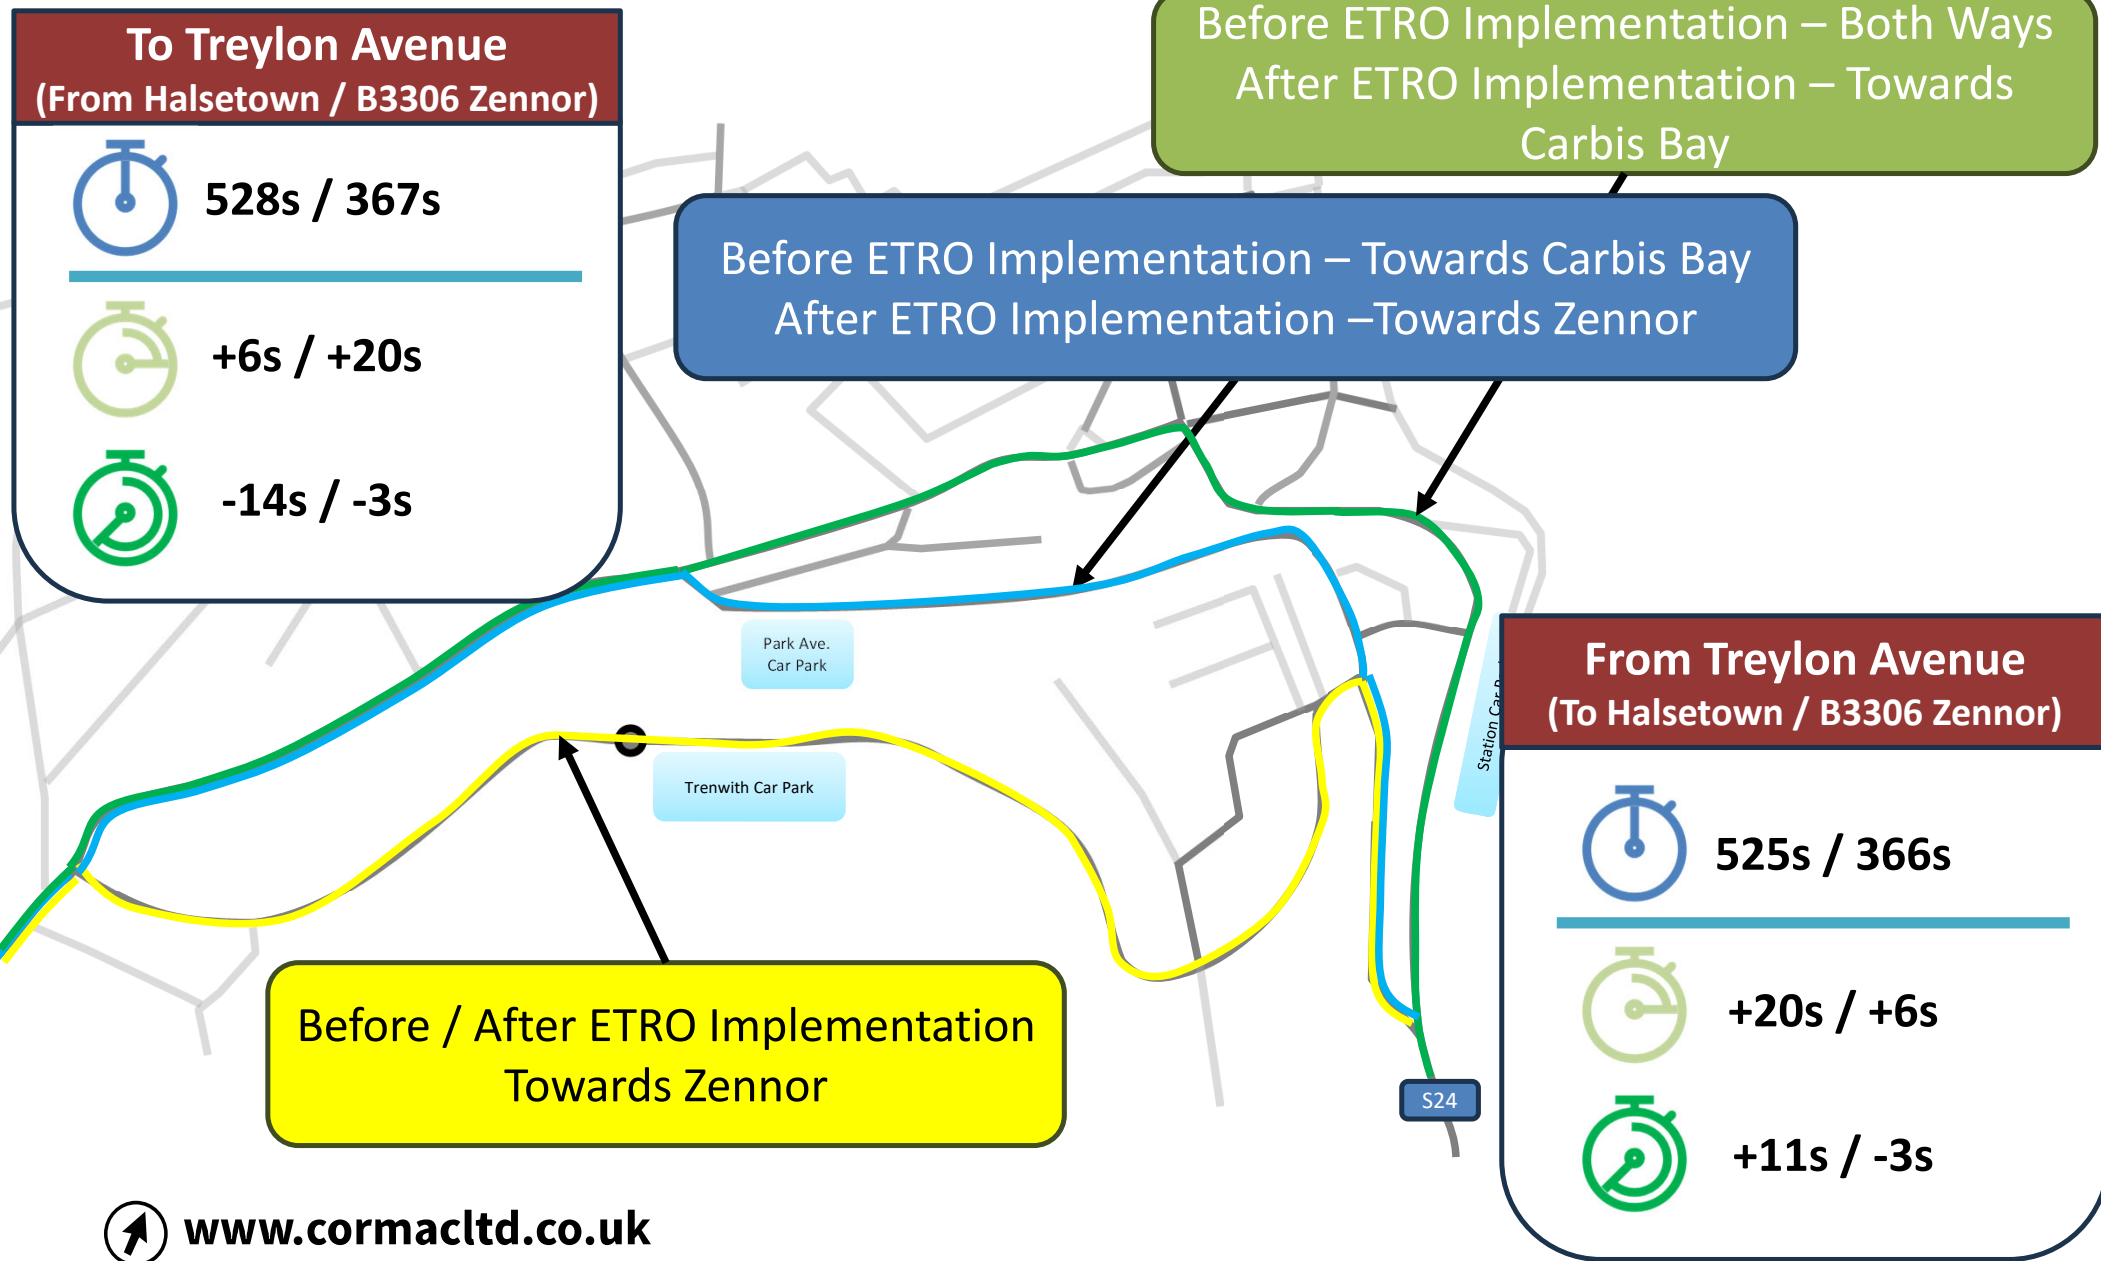 To Treylon Avenue
(From Halsetown / B3306 Zennor)
528s / 367s
+6s / +20s
-14s / -3s
Before ETRO Implementation – Both Ways
After ETRO Implementation – Towards
Carbis Bay
Before ETRO Implementation – Towards Carbis Bay
After ETRO Implementation –Towards Zennor
Park Ave.
Car Park
Trenwith Car Park
Station Car
From Treylon Avenue
(To Halsetown / B3306 Zennor)
525s / 366s
+20s / +6s
+11s / -3s
Before / After ETRO Implementation
Towards Zennor
S24
www.cormacltd.co.uk